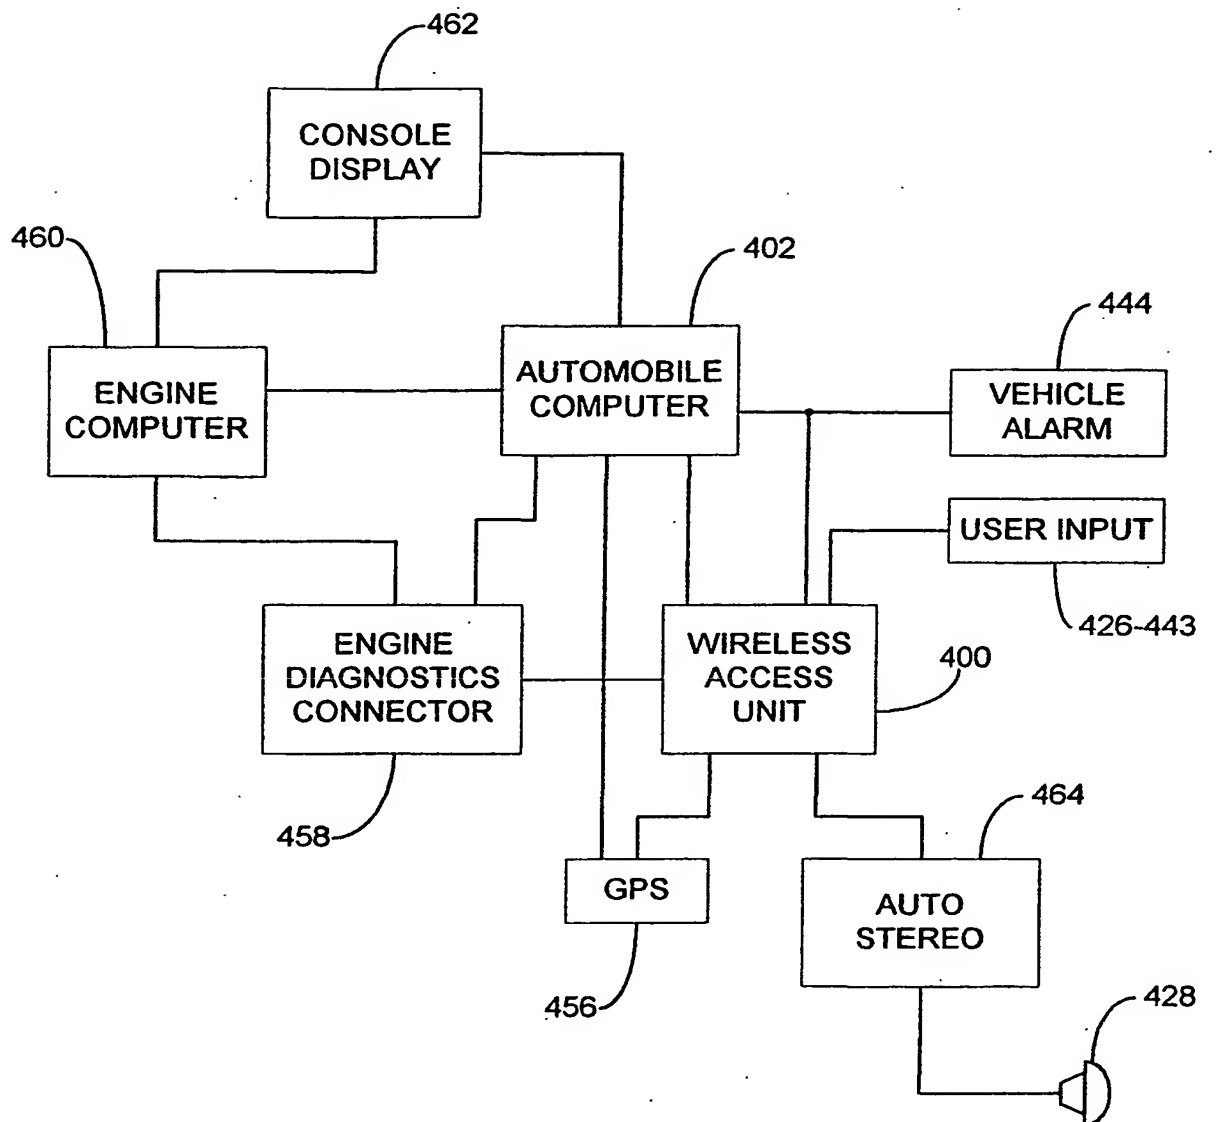 462
CONSOLE
DISPLAY
460
402
444
ENGINE
COMPUTER
AUTOMOBILE
COMPUTER
VEHICLE
ALARM
USER INPUT
426-443
ENGINE
DIAGNOSTICS
CONNECTOR
WIRELESS
ACCESS
UNIT
400
458
464
GPS
AUTO
STEREO
456
428